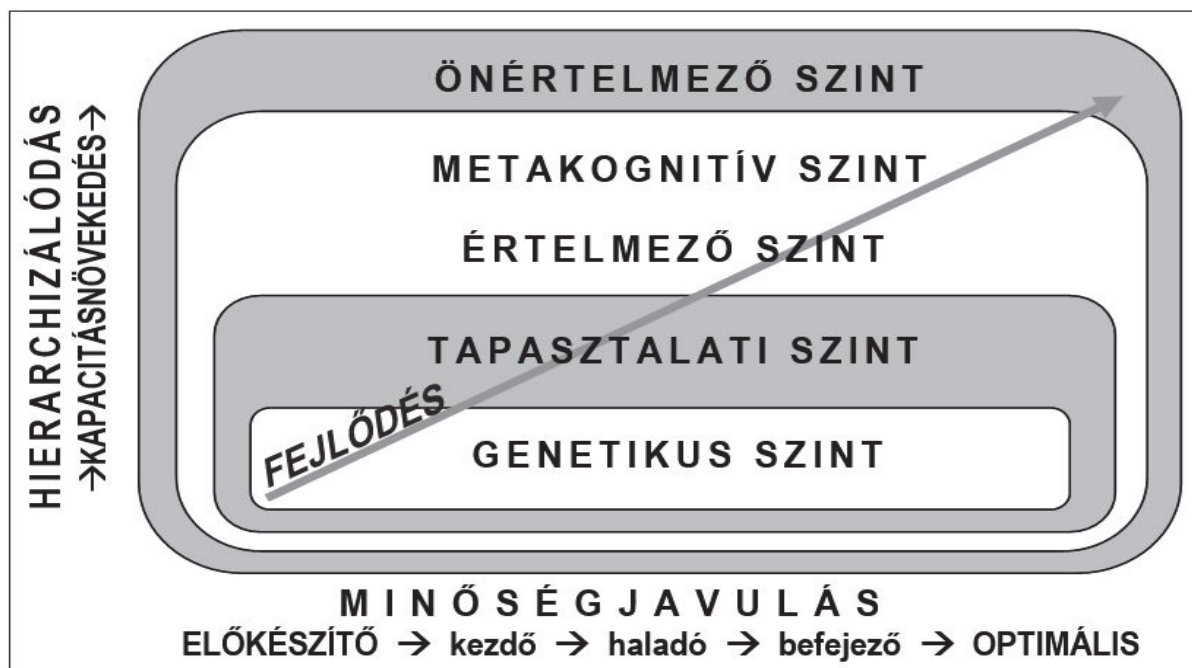 HIERARCHIZÁLÓDÁS
→KAPACITÁSNÖVEKEDÉS→
ÖNÉRTELMEZŐ SZINT
METAKOGNITÍV SZINT
ÉRTELMEZŐ SZINT
TAPASZTALATI SZINT
FEJLŐDÉS
GENETIKUS SZINT
MINŐSÉGJAVULÁS
ELŐKÉSZÍTŐ → kezdő → haladó → befejező → OPTIMÁLIS